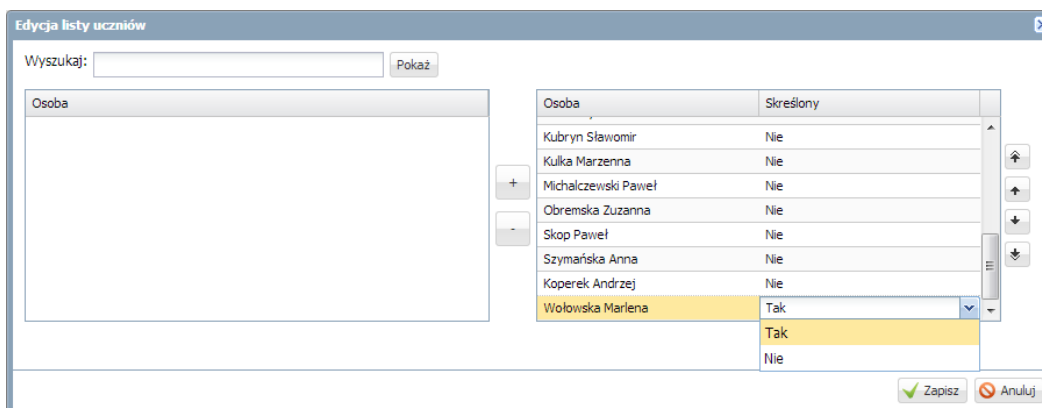 Edycja listy uczniów
Wyszukaj:
Pokaż
Osoba
+
-
Osoba Skreślony
Kubryn Sławomir Nie
Kulka Marzenna Nie
Michalczewski Paweł Nie
Obremska Zuzanna Nie
Skop Paweł Nie
Szymańska Anna Nie
Koperek Andrzej Nie
Wołowska Marlena Tak
Tak
Nie
Zapisz Anuluj